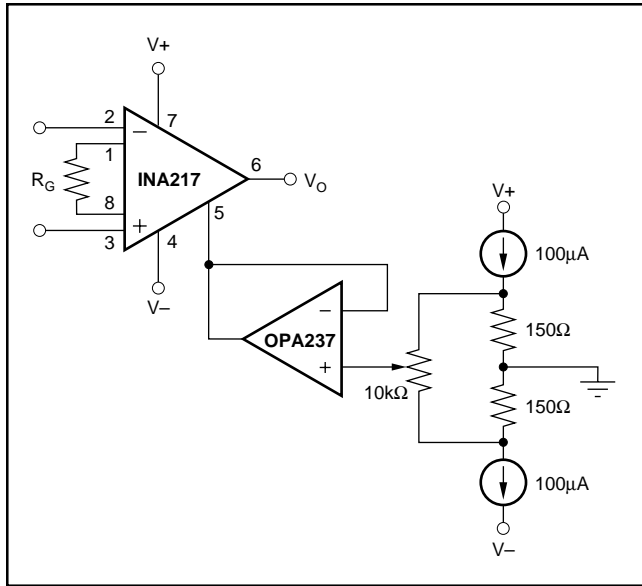 V+
2
7
–
1
INA217
6
V_O
R_G
8
+
5
3
4
V–
V+
100µA
–
150Ω
OPA237
+
10kΩ
150Ω
100µA
V–